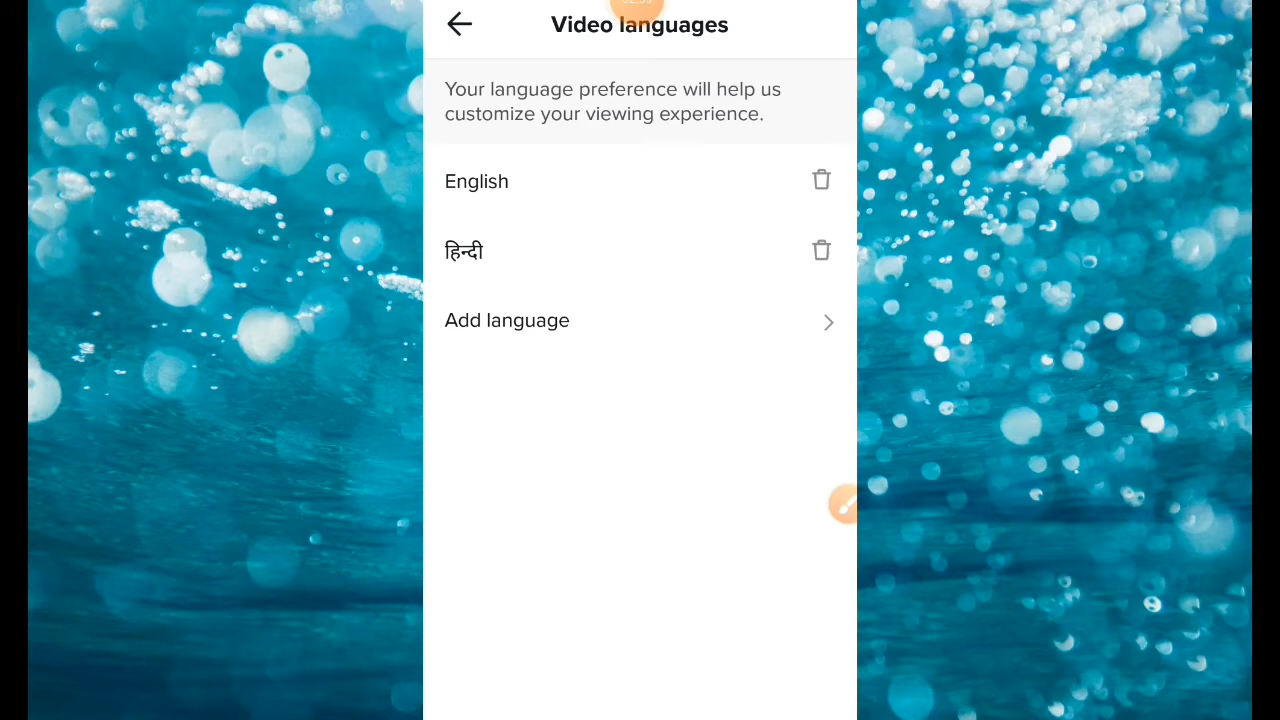 Video languages
Your language preference will help us
customize your viewing experience.
English
हिन्दी
Add language